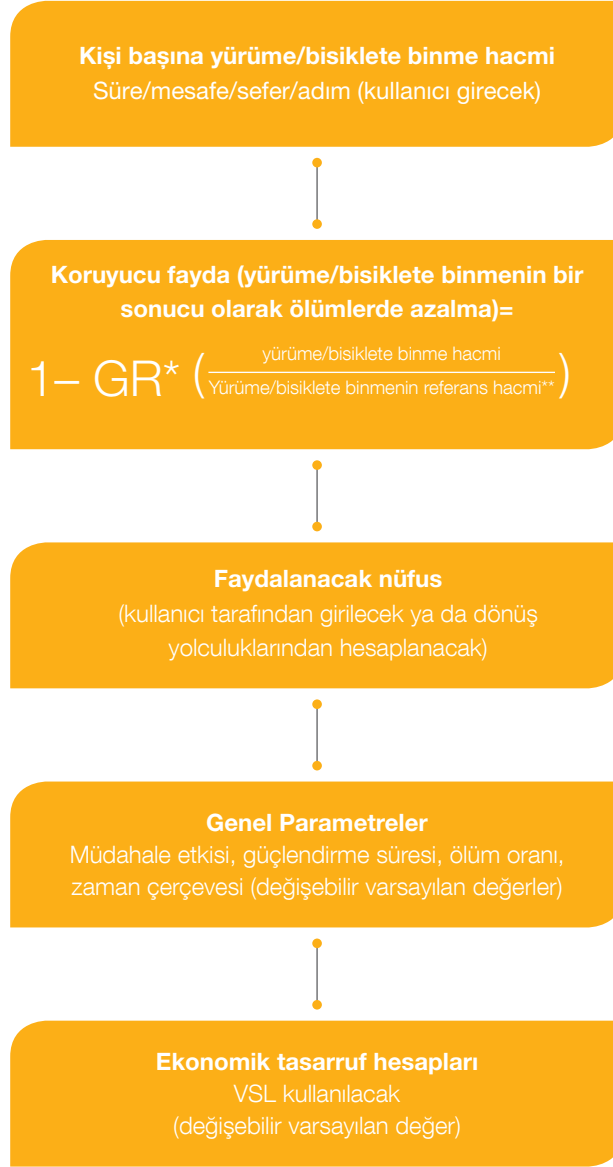 Kişi başına yürüme/bisiklete binme hacmi
Süre/mesafe/sefer/adım (kullanıcı girecek)
Koruyucu fayda (yürüme/bisiklete binmenin bir
sonucu olarak ölümlerde azalma)=
1– GR* ( yürüme/bisiklete binme hacmi
Yürüme/bisiklete binmenin referans hacmi** )
Faydalanacak nüfus
(kullanıcı tarafından girilecek ya da dönüş
yolculuklarından hesaplanacak)
Genel Parametreler
Müdahale etkisi, güçlendirme süresi, ölüm oranı,
zaman çerçevesi (değişebilir varsayılan değerler)
Ekonomik tasarruf hesapları
VSL kullanılacak
(değişebilir varsayılan değer)